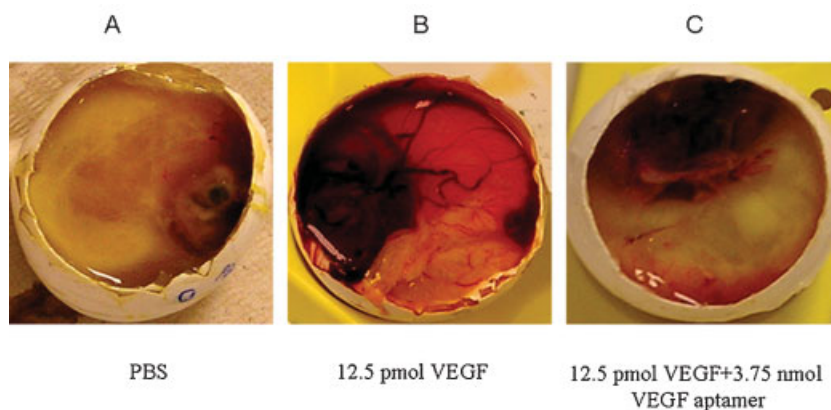 A
B
C
PBS
12.5 pmol VEGF
12.5 pmol VEGF+3.75 nmol
VEGF aptamer